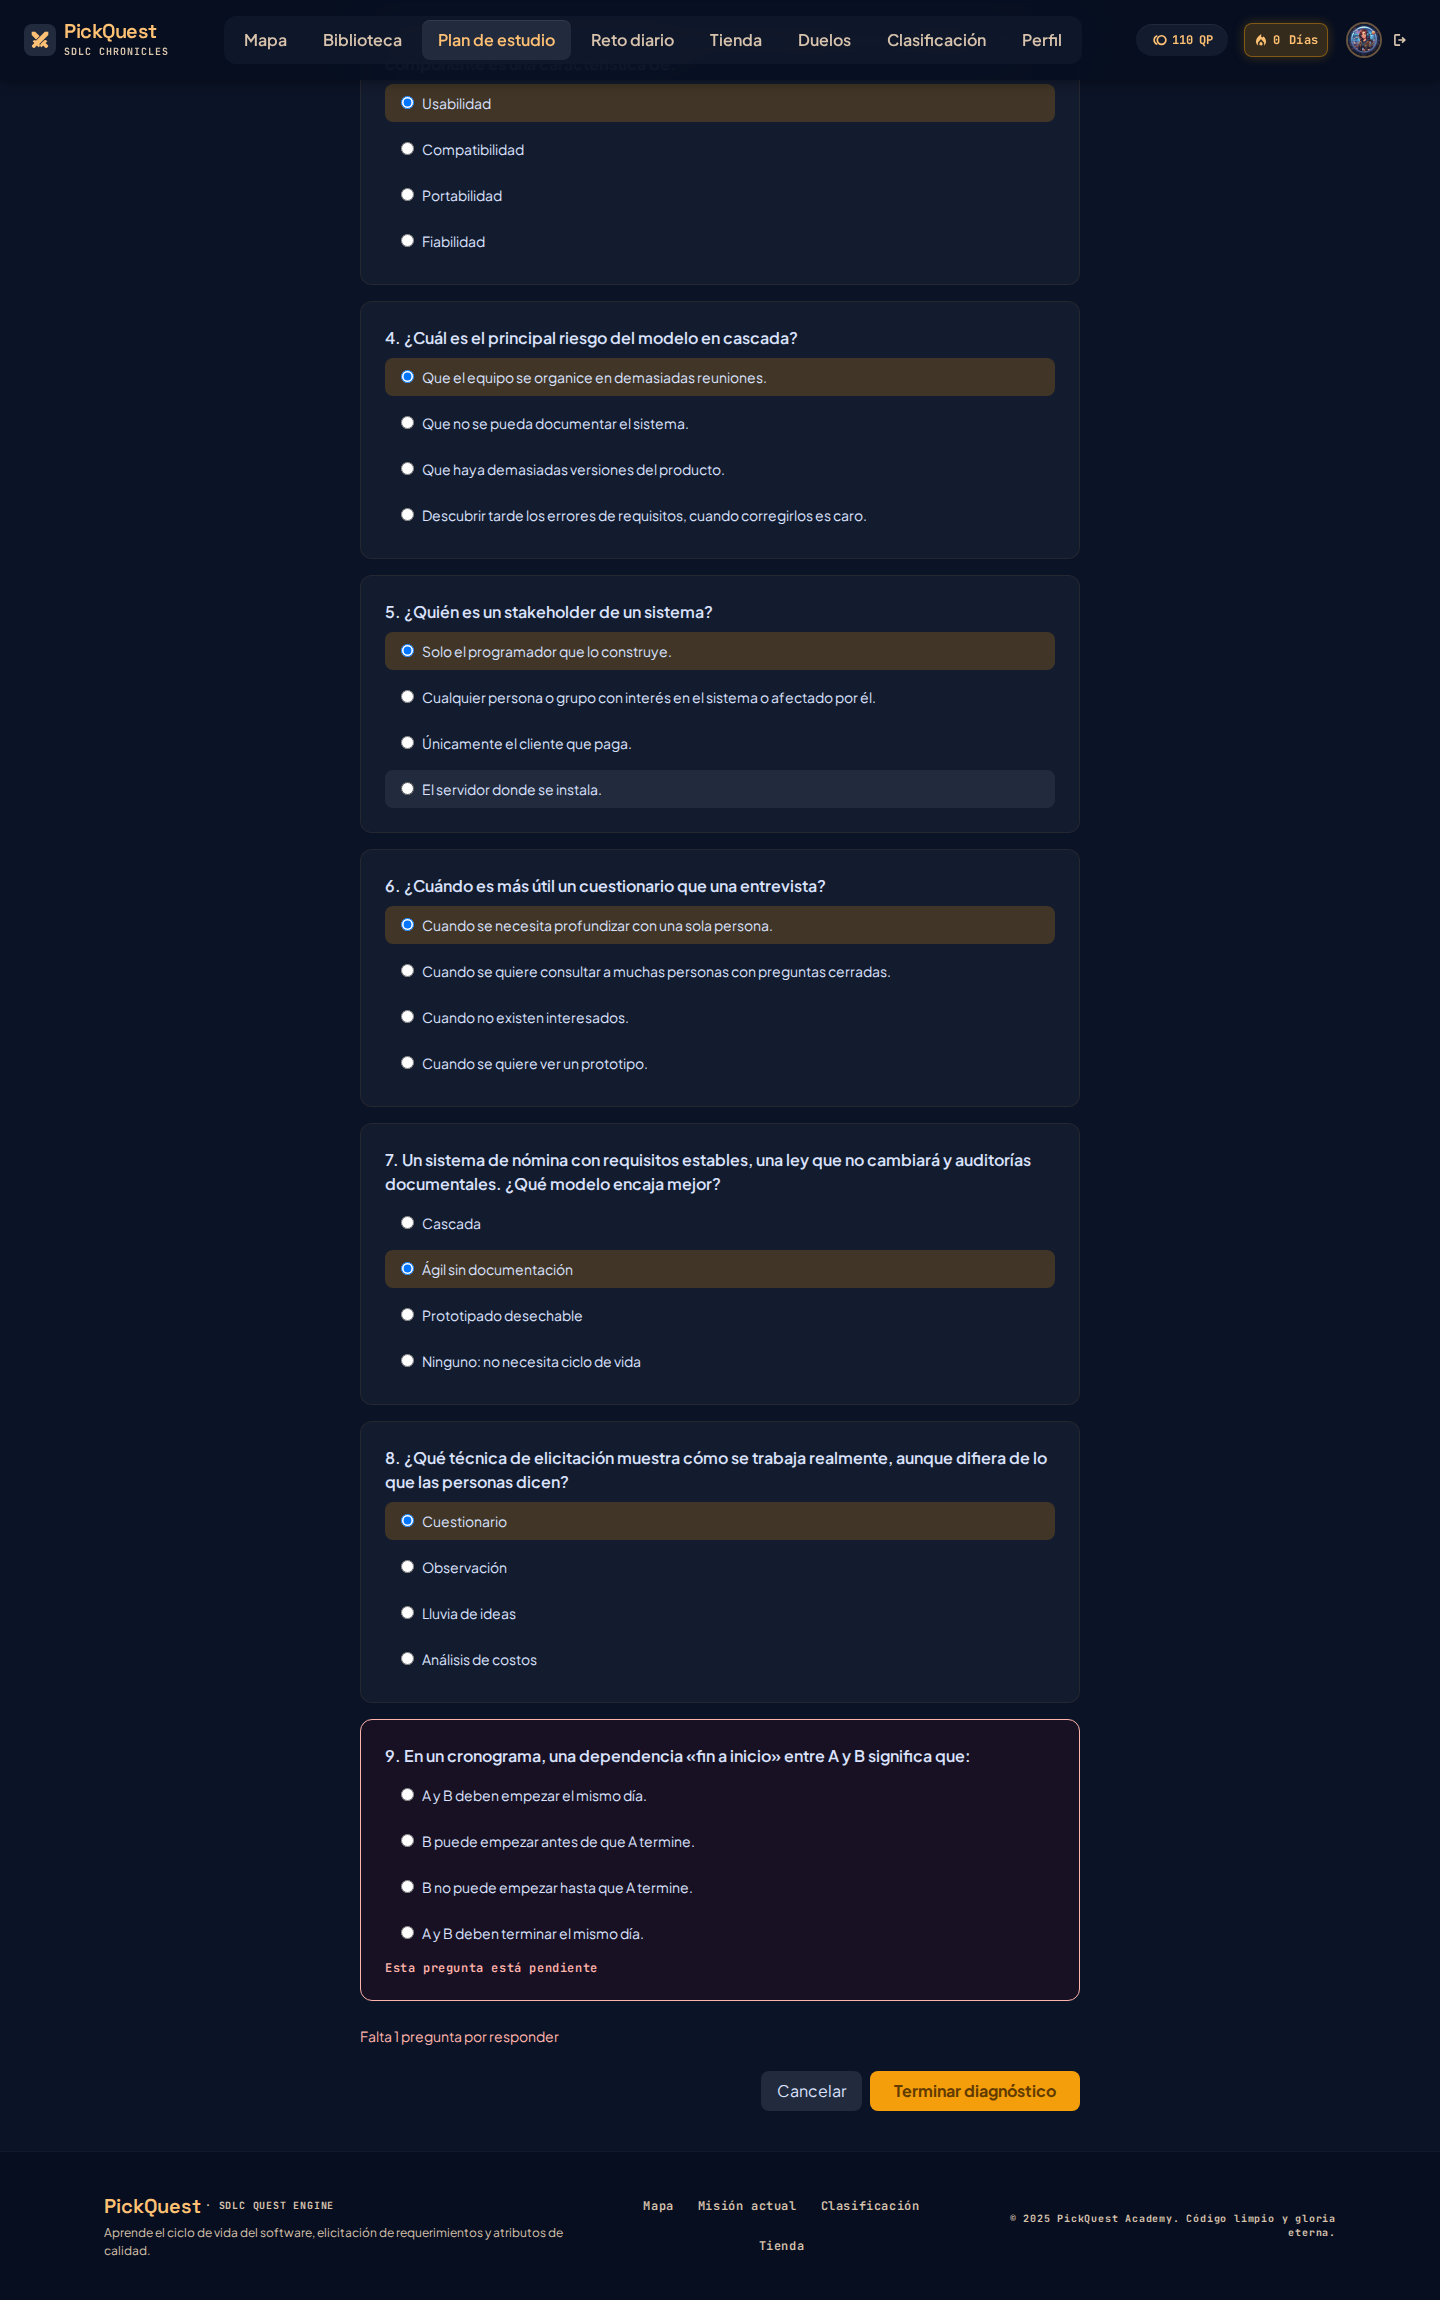 PickQuest
SDLC CHRONICLES
Mapa
Biblioteca
Plan de estudio
Reto diario
Tienda
Duelos
Clasificación
Perfil
110 QP
0 Días
Usabilidad
Compatibilidad
Portabilidad
Fiabilidad
4. ¿Cuál es el principal riesgo del modelo en cascada?
Que el equipo se organice en demasiadas reuniones.
Que no se pueda documentar el sistema.
Que haya demasiadas versiones del producto.
Descubrir tarde los errores de requisitos, cuando corregirlos es caro.
5. ¿Quién es un stakeholder de un sistema?
Solo el programador que lo construye.
Cualquier persona o grupo con interés en el sistema o afectado por él.
Únicamente el cliente que paga.
El servidor donde se instala.
6. ¿Cuándo es más útil un cuestionario que una entrevista?
Cuando se necesita profundizar con una sola persona.
Cuando se quiere consultar a muchas personas con preguntas cerradas.
Cuando no existen interesados.
Cuando se quiere ver un prototipo.
7. Un sistema de nómina con requisitos estables, una ley que no cambiará y auditorías
documentales. ¿Qué modelo encaja mejor?
Cascada
Ágil sin documentación
Prototipado desechable
Ninguno: no necesita ciclo de vida
8. ¿Qué técnica de elicitación muestra cómo se trabaja realmente, aunque difiera de lo
que las personas dicen?
Cuestionario
Observación
Lluvia de ideas
Análisis de costos
9. En un cronograma, una dependencia «fin a inicio» entre A y B significa que:
A y B deben empezar el mismo día.
B puede empezar antes de que A termine.
B no puede empezar hasta que A termine.
A y B deben terminar el mismo día.
Esta pregunta está pendiente
Falta 1 pregunta por responder
Cancelar
Terminar diagnóstico
PickQuest · SDLC QUEST ENGINE
Aprende el ciclo de vida del software, elicitación de requerimientos y atributos de
calidad.
Mapa
Misión actual
Clasificación
Tienda
© 2025 PickQuest Academy. Código limpio y gloria
eterna.